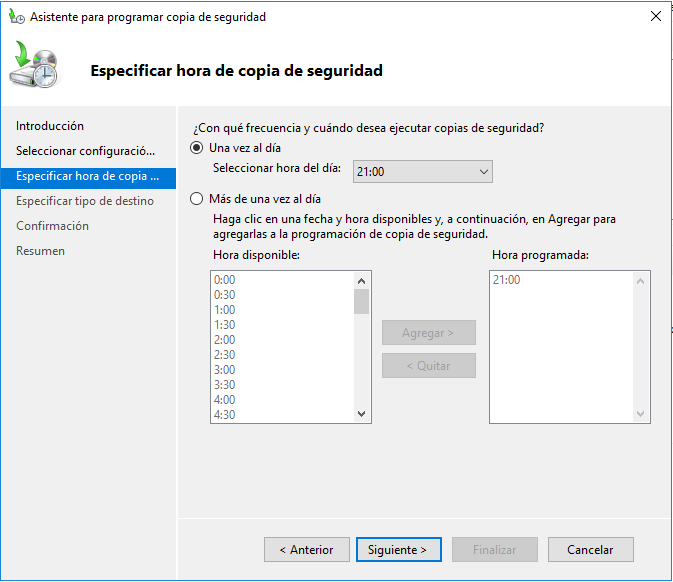 Asistente para programar copia de seguridad
Especificar hora de copia de seguridad
Introducción
Seleccionar configuració...
Especificar hora de copia ...
Especificar tipo de destino
Confirmación
Resumen
¿Con qué frecuencia y cuándo desea ejecutar copias de seguridad?
Una vez al día
Seleccionar hora del día: 21:00
Más de una vez al día
Haga clic en una fecha y hora disponibles y, a continuación, en Agregar para
agregarlas a la programación de copia de seguridad.
Hora disponible: Hora programada:
0:00 21:00
0:30
1:00
1:30
2:00
2:30
3:00
3:30
4:00
4:30
Agregar >
< Quitar
< Anterior Siguiente > Finalizar Cancelar